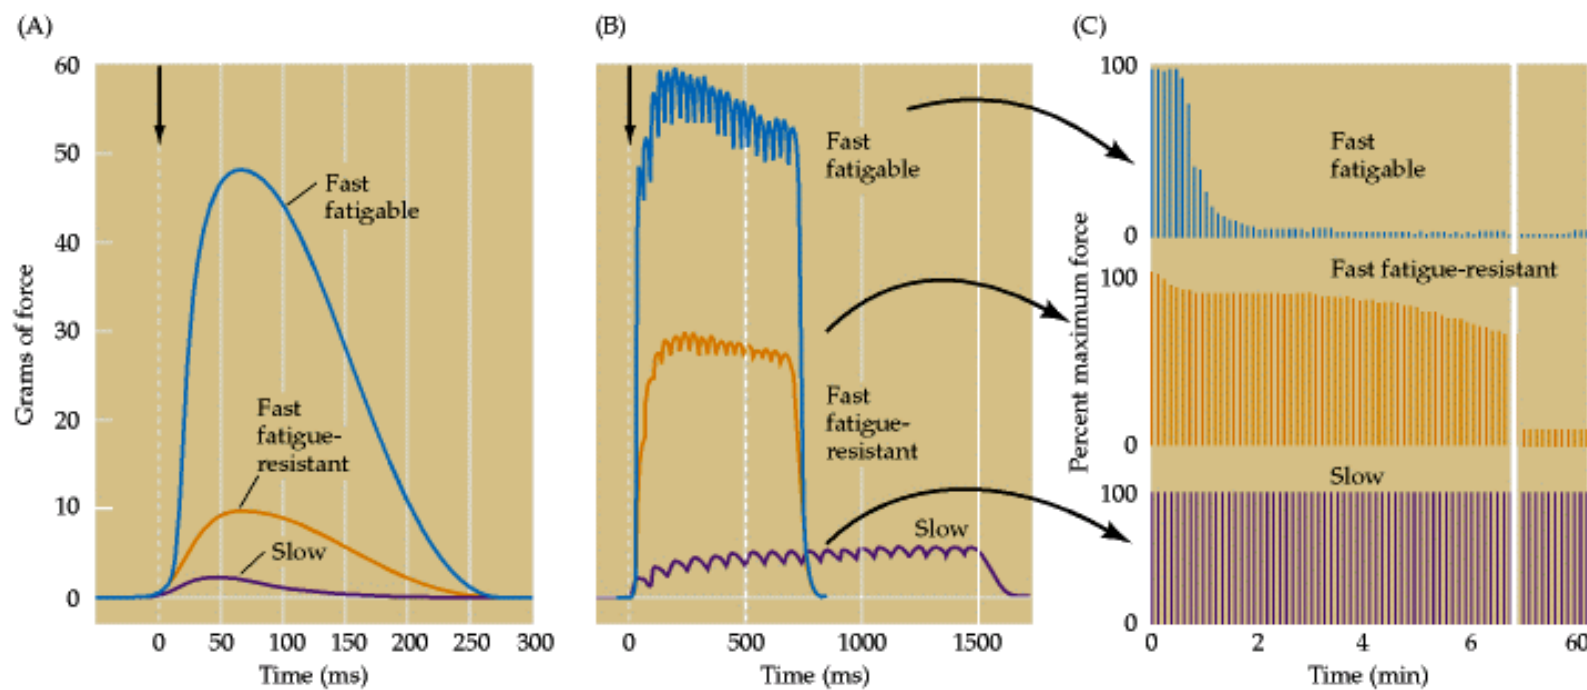 (A)
60
50
40
30
20
10
0
Grams of force
Fast
fatigable
Fast
fatigue-
resistant
Slow
0 50 100 150 200 250 300
Time (ms)
(B)
Fast
fatigable
Fast
fatigue-
resistant
Slow
0 500 1000 1500
Time (ms)
(C)
Percent maximum force
100
0
Fast
fatigable
100
0
Fast fatigue-resistant
100
0
Slow
0 2 4 6 60
Time (min)